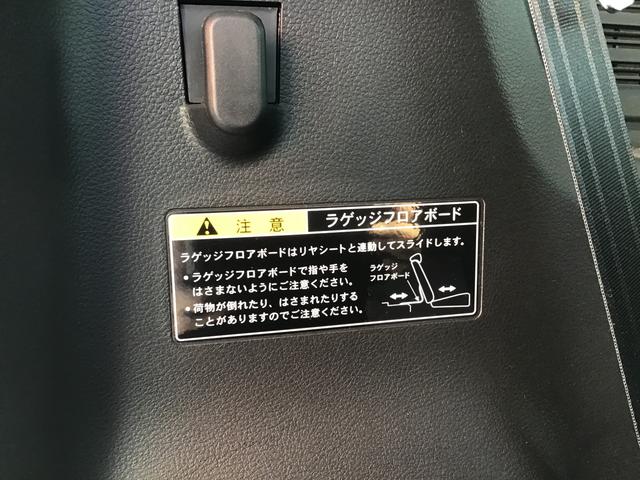 注意 ラゲッジフロアボード
ラゲッジフロアボードはリヤシートと連動してスライドします。
• ラゲッジフロアボードで指や手を
はさまないようにご注意ください。
• 荷物が倒れたり、はさまれたりする
ことがありますのでご注意ください。
ラゲッジ
フロアボード